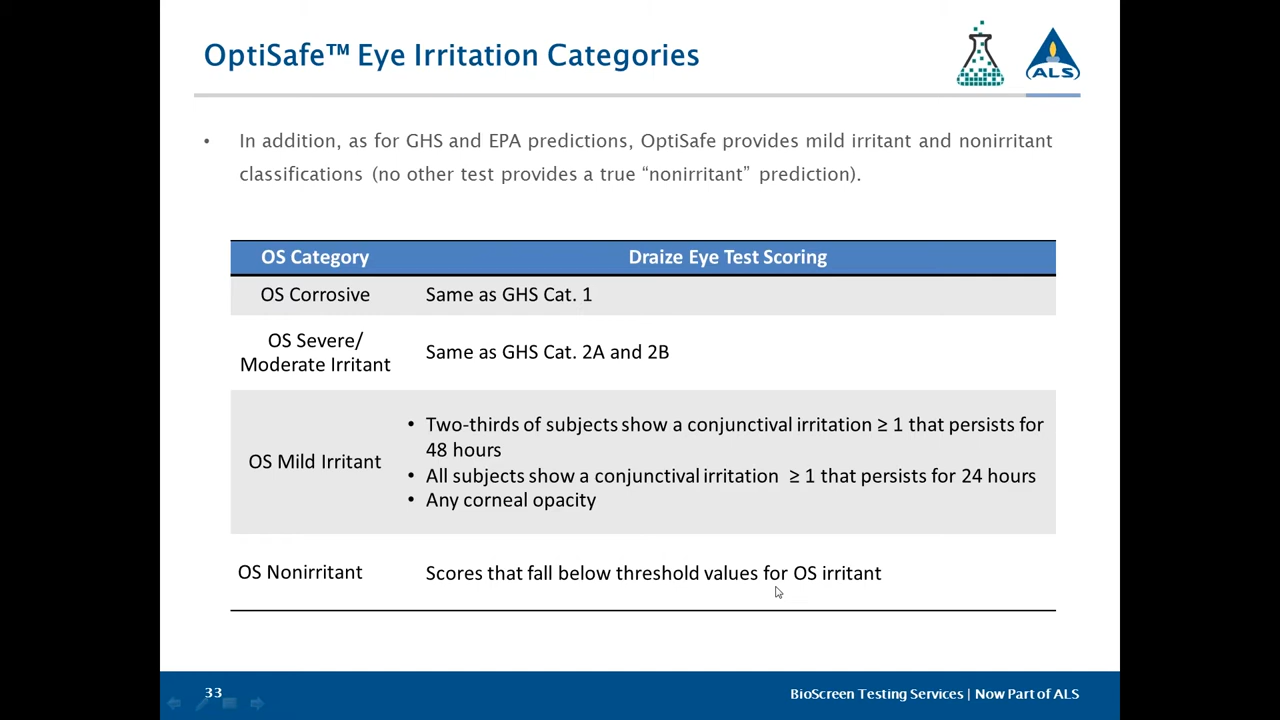 OptiSafe™ Eye Irritation Categories
ALS
• In addition, as for GHS and EPA predictions, OptiSafe provides mild irritant and nonirritant
classifications (no other test provides a true “nonirritant” prediction).
OS Category Draize Eye Test Scoring
OS Corrosive Same as GHS Cat. 1
OS Severe/
Moderate Irritant
Same as GHS Cat. 2A and 2B
OS Mild Irritant
• Two-thirds of subjects show a conjunctival irritation ≥ 1 that persists for
48 hours
• All subjects show a conjunctival irritation ≥ 1 that persists for 24 hours
• Any corneal opacity
OS Nonirritant Scores that fall below threshold values for OS irritant
33
BioScreen Testing Services | Now Part of ALS